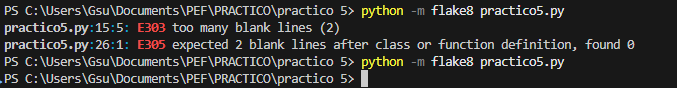 PS C:\Users\Gsu\Documents\PEF\PRACTICO\practico 5> python -m flake8 practico5.py
practico5.py:15:5: E303 too many blank lines (2)
practico5.py:26:1: E305 expected 2 blank lines after class or function definition, found 0
PS C:\Users\Gsu\Documents\PEF\PRACTICO\practico 5> python -m flake8 practico5.py
PS C:\Users\Gsu\Documents\PEF\PRACTICO\practico 5>